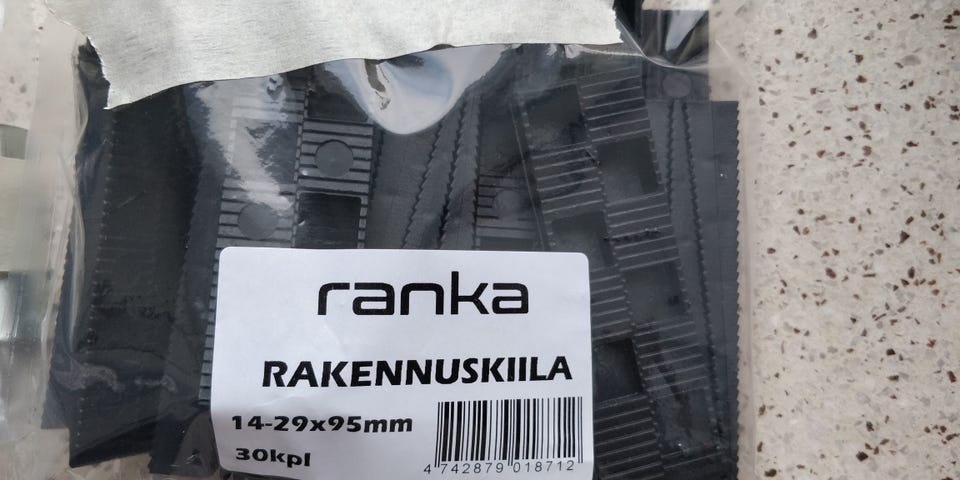 ranka
RAKENNUSKIILA
14-29x95mm
30kpl
4 742879 018712